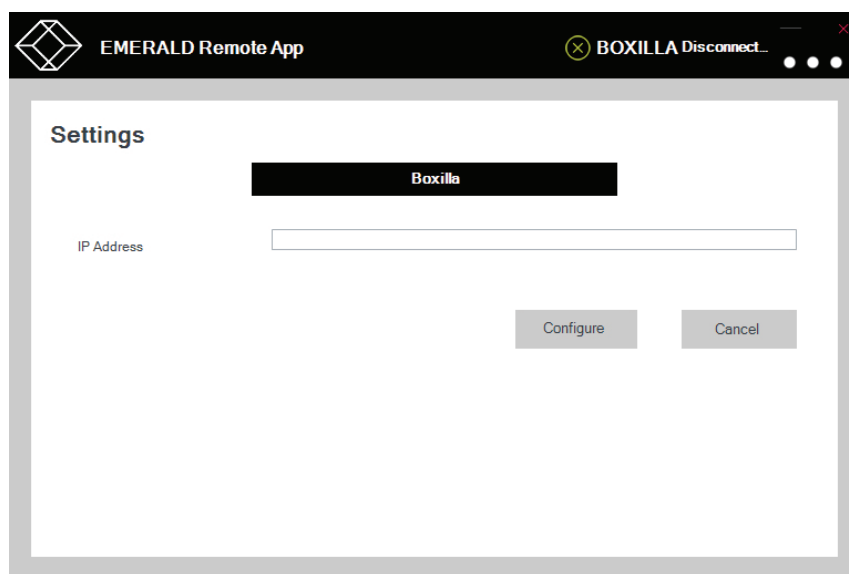 EMERALD Remote App
BOXILLA Disconnect...
Settings
Boxilla
IP Address
Configure
Cancel